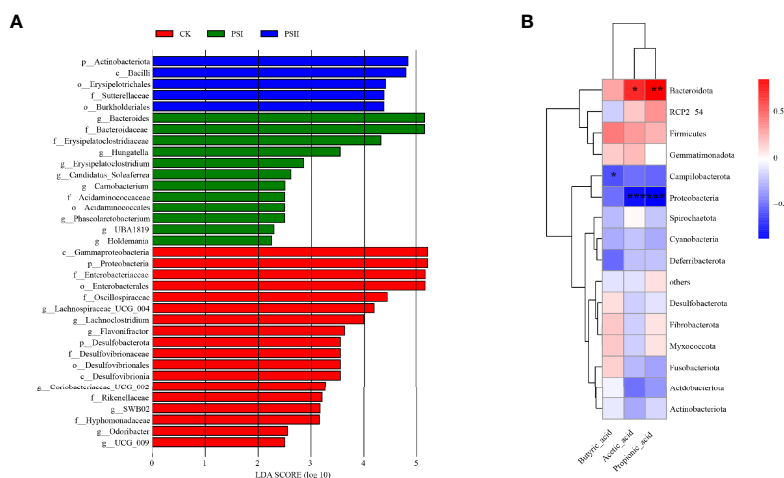 A
CK PSI PSII
p__Actinobacteriota
c__Bacilli
o__Erysipelotrichales
f__Sutterellaceae
o__Burkholderiales
g__Bacteroides
f__Bacteroidaceae
f__Erysipelatoclostridiaceae
g__Hungatella
g__Erysipelatoclostridium
g__Candidatus_Soleaferrea
g__Carnobacterium
f__Acidaminococcaceae
o__Acidaminococcales
g__Phascolarctobacterium
g__UBA1819
g__Holdemania
c__Gammaproteobacteria
p__Proteobacteria
f__Enterobacteriaceae
o__Enterobacterales
f__Oscillospiraceae
g__Lachnospiraceae_UCG_004
g__Lachnoclostridium
g__Flavonifractor
p__Desulfobacterota
f__Desulfovibrionaceae
o__Desulfovibrionales
c__Desulfovibrionia
g__Coriobacteriaceae_UCG_002
f__Rikenellaceae
g__SWB02
f__Hyphomonadaceae
g__Odoribacter
g__UCG_009
0 1 2 3 4 5
LDA SCORE (log 10)
B
* ** Bacteroidota
RCP2_54
Firmicutes
Gemmatimonadota
* Campilobacterota
*** *** Proteobacteria
Spirochaetota
Cyanobacteria
Deferribacterota
others
Desulfobacterota
Fibrobacterota
Myxococcota
Fusobacteriota
Acidobacteriota
Actinobacteriota
Butyric_acid
Acetic_acid
Propionic_acid
0.5
0